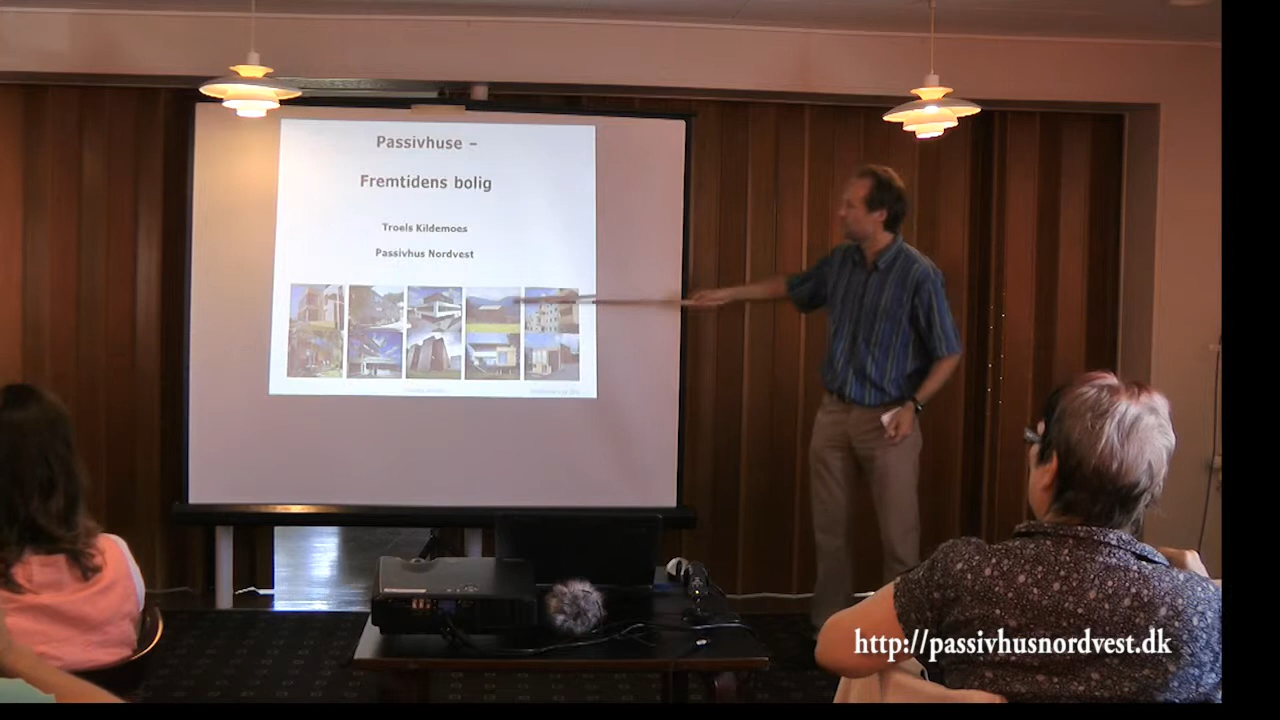 Passivhuse –
Fremtidens bolig
Troels Kildemoes
Passivhus Nordvest
http://passivhusnordvest.dk